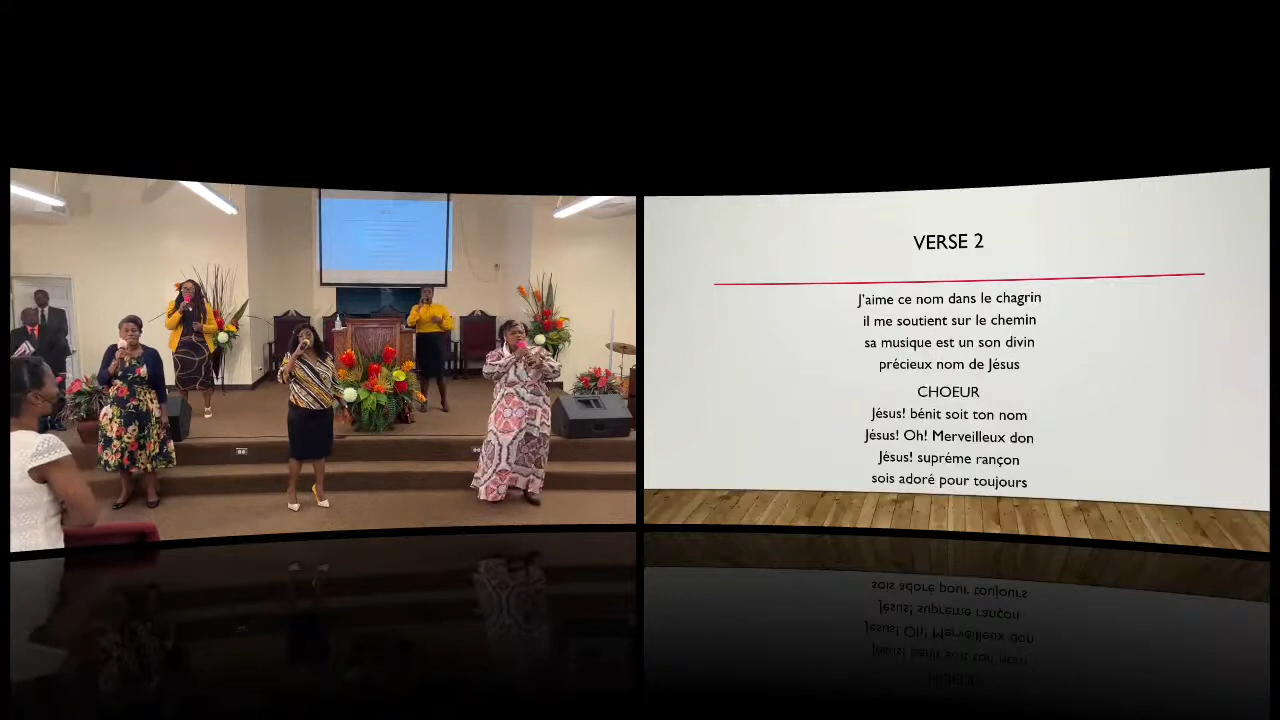 VERSE 2
J'aime ce nom dans le chagrin
il me soutient sur le chemin
sa musique est un son divin
précieux nom de Jésus
CHOEUR
Jésus! bénit soit ton nom
Jésus! Oh! Merveilleux don
Jésus! supréme rançon
sois adoré pour toujours